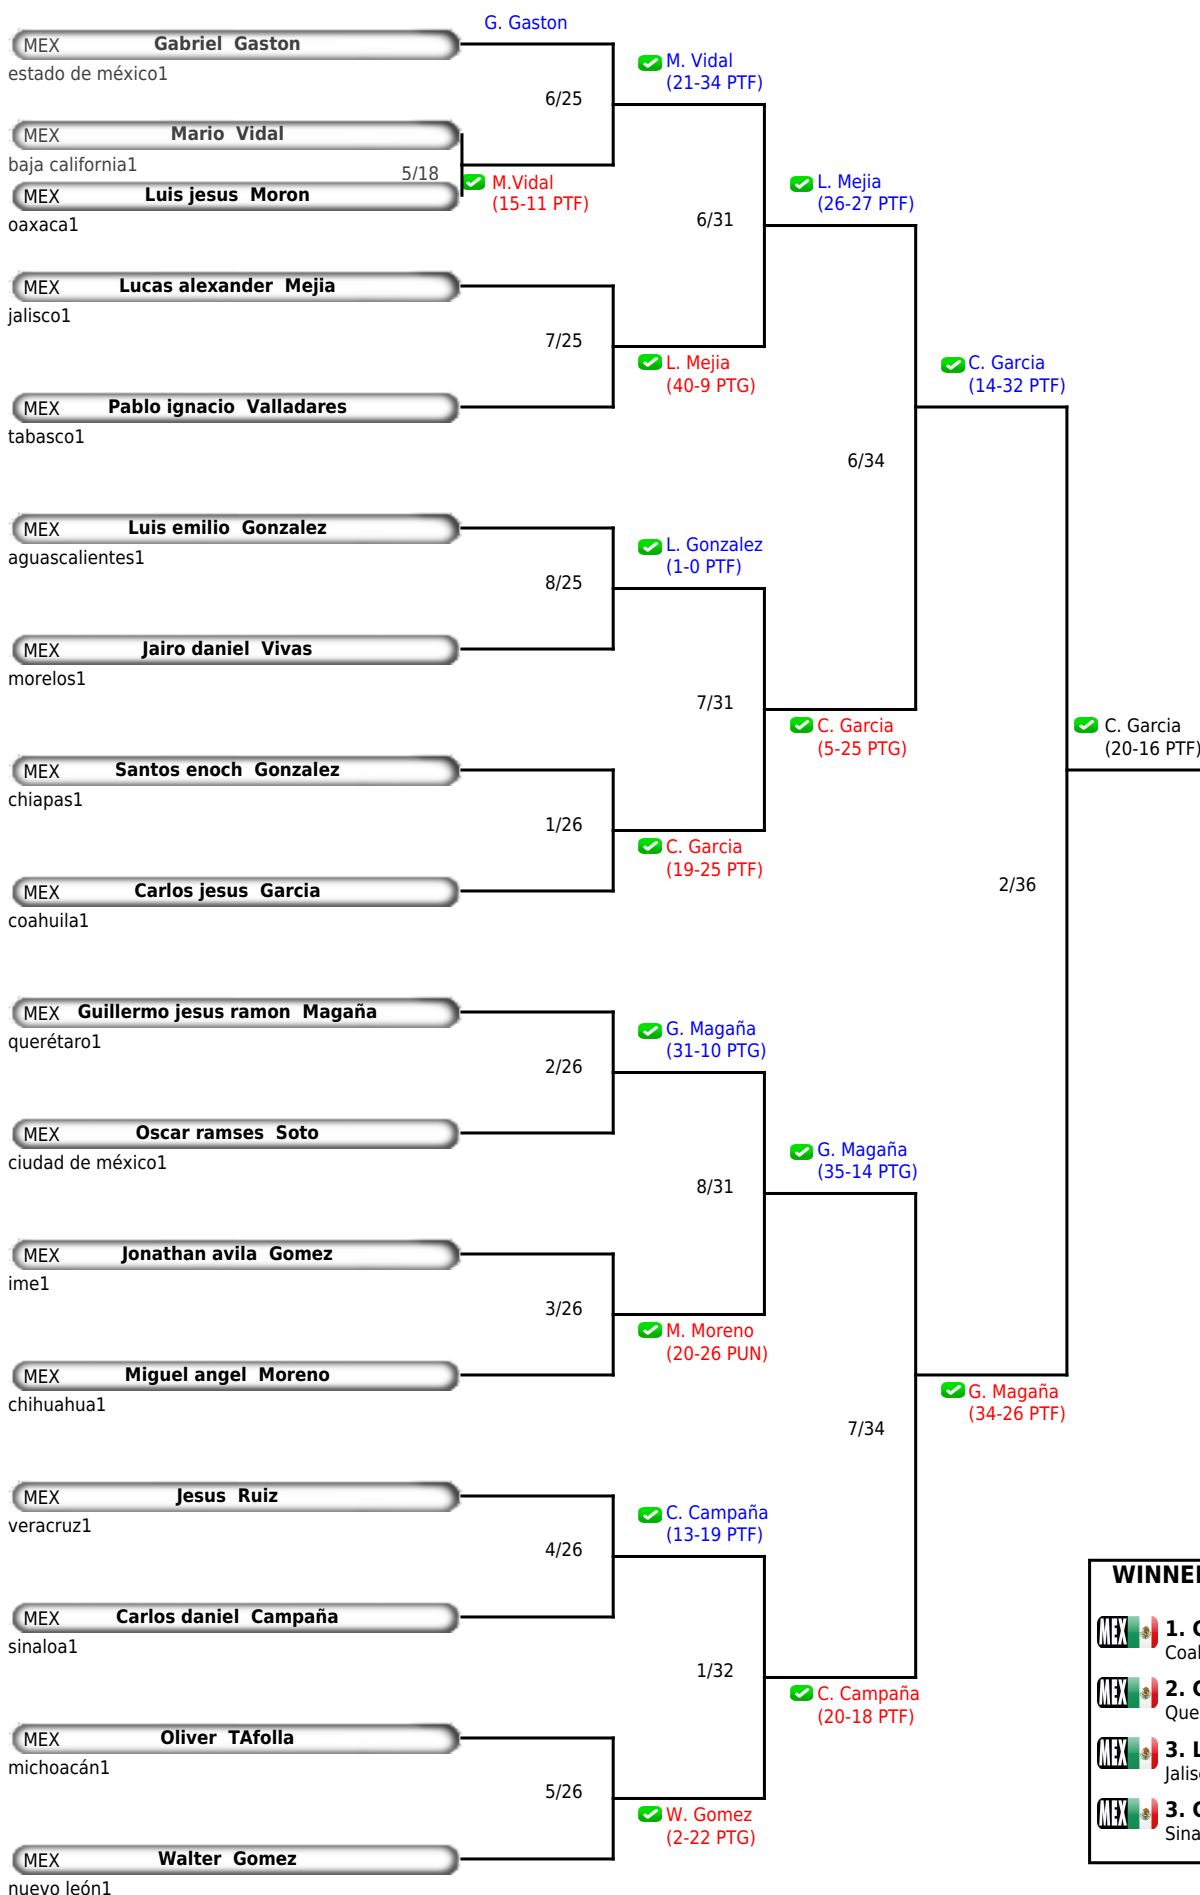 G. Gaston
MEX Gabriel Gaston
estado de méxico1
M. Vidal
(21-34 PTF)
6/25
MEX Mario Vidal
baja california1
5/18
M.Vidal
(15-11 PTF)
MEX Luis jesus Moron
oaxaca1
L. Mejia
(26-27 PTF)
6/31
MEX Lucas alexander Mejia
jalisco1
7/25
L. Mejia
(40-9 PTG)
C. Garcia
(14-32 PTF)
MEX Pablo ignacio Valladares
tabasco1
6/34
MEX Luis emilio Gonzalez
aguascalientes1
L. Gonzalez
(1-0 PTF)
8/25
MEX Jairo daniel Vivas
morelos1
7/31
C. Garcia
(5-25 PTG)
C. Garcia
(20-16 PTF)
MEX Santos enoch Gonzalez
chiapas1
1/26
C. Garcia
(19-25 PTF)
MEX Carlos jesus Garcia
coahuila1
2/36
MEX Guillermo jesus ramon Magaña
querétaro1
G. Magaña
(31-10 PTG)
2/26
MEX Oscar ramses Soto
ciudad de méxico1
G. Magaña
(35-14 PTG)
8/31
MEX Jonathan avila Gomez
ime1
3/26
M. Moreno
(20-26 PUN)
MEX Miguel angel Moreno
chihuahua1
G. Magaña
(34-26 PTF)
7/34
MEX Jesus Ruiz
veracruz1
C. Campaña
(13-19 PTF)
4/26
MEX Carlos daniel Campaña
sinaloa1
1/32
C. Campaña
(20-18 PTF)
MEX Oliver TAfolla
michoacán1
5/26
W. Gomez
(2-22 PTG)
MEX Walter Gomez
nuevo león1
MEX 1.
MEX 2.
MEX 3.
MEX 3.